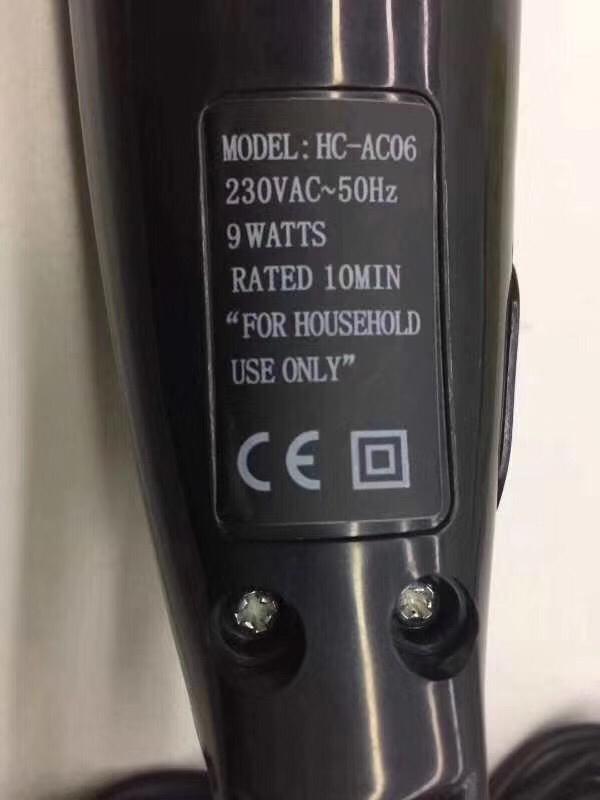 MODEL: HC-AC06
230VAC~50Hz
9 WATTS
RATED 10MIN
“FOR HOUSEHOLD
USE ONLY”
CE